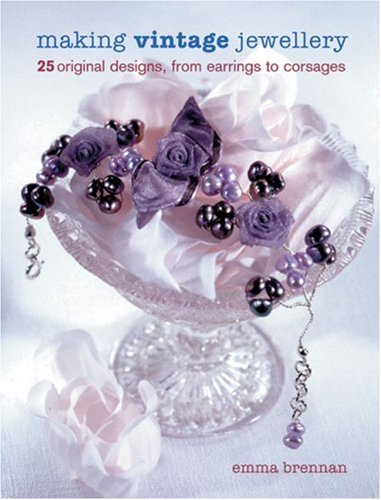 making vintage jewellery
25 original designs, from earrings to corsages
emma brennan